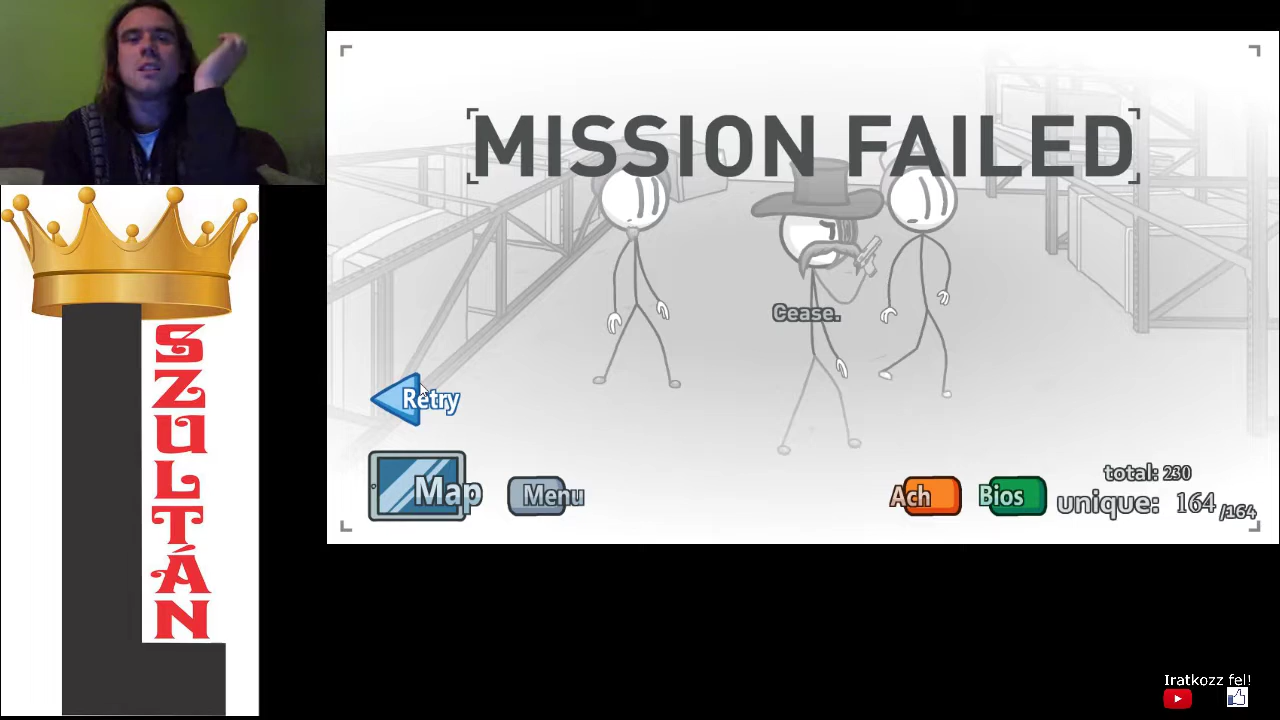 MISSION FAILED
Cease.
Retry
Map
Menu
Ach
Bios
total: 230
unique: 164 /164
L
SZULTÁN
Iratkozz fel!